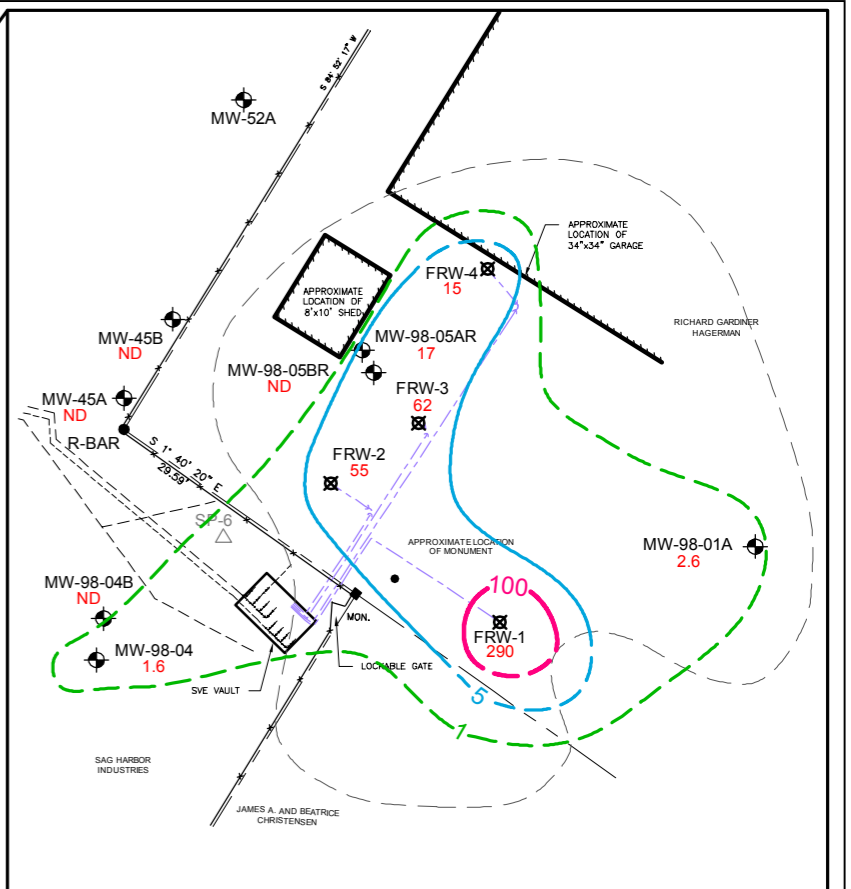 S 84° 52' 17" W
MW-52A
APPROXIMATE
LOCATION OF
34"x34" GARAGE
FRW-4
15
APPROXIMATE
LOCATION OF
8'x10' SHED
RICHARD GARDINER
HAGERMAN
MW-45B
ND
MW-98-05AR
17
MW-98-05BR
ND
FRW-3
62
MW-45A
ND
R-BAR
S 1° 40' 20" E
29.59'
FRW-2
55
SP-6
APPROXIMATE LOCATION
OF MONUMENT
MW-98-01A
2.6
100
MW-98-04B
ND
MON.
FRW-1
290
MW-98-04
1.6
LOCKABLE GATE
SVE VAULT
5
1
SAG HARBOR
INDUSTRIES
JAMES A. AND BEATRICE
CHRISTENSEN